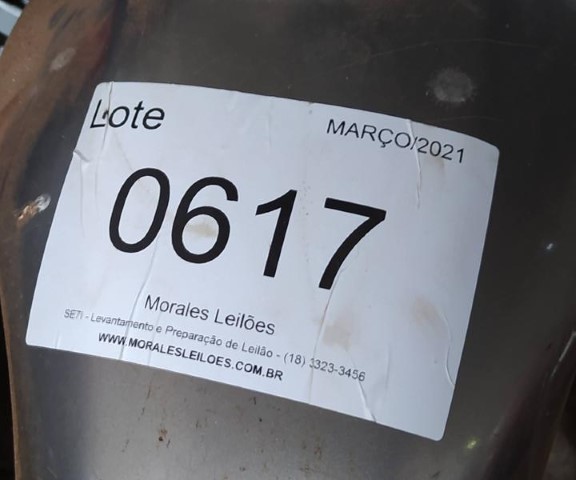 Lote
MARÇO/2021
0617
Morales Leilões
SETI - Levantamento e Preparação de Leilão - (18) 3323-3456
WWW.MORALESLEILOES.COM.BR